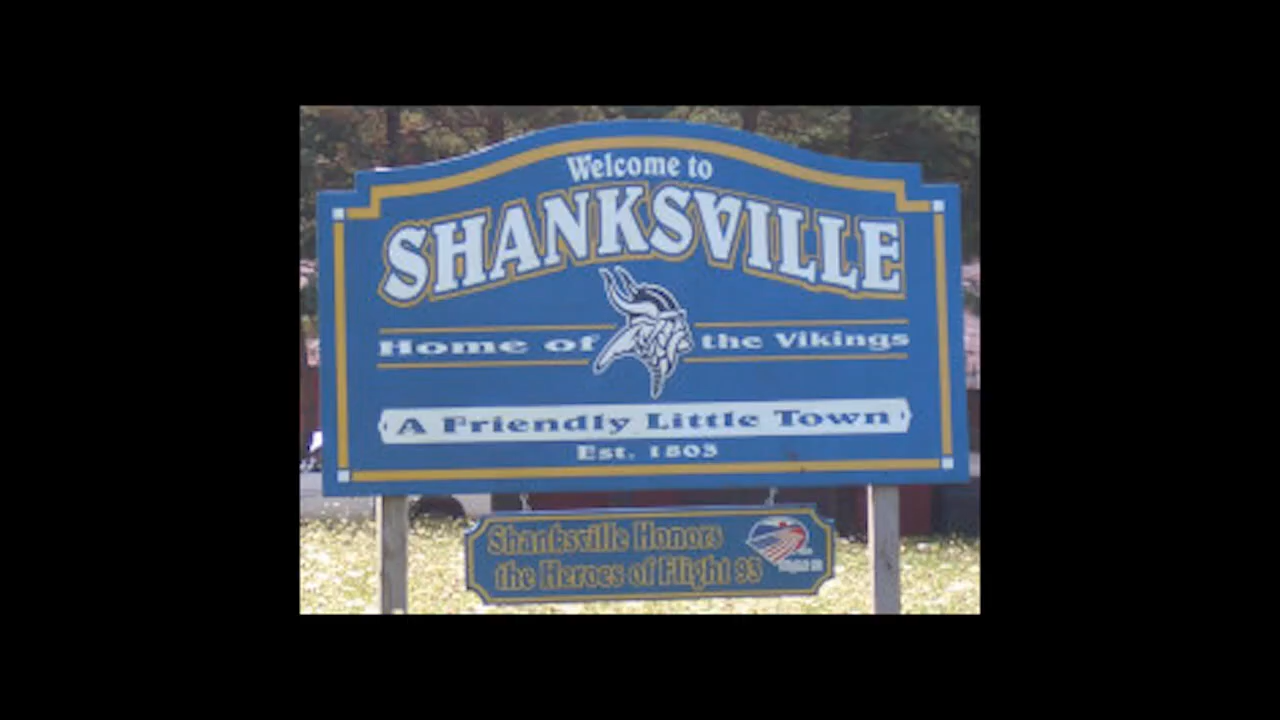 Welcome to
SHANKSVILLE
Home of the Vikings
A Friendly Little Town
Est. 1803
Shanksville Honors
the Heroes of Flight 93